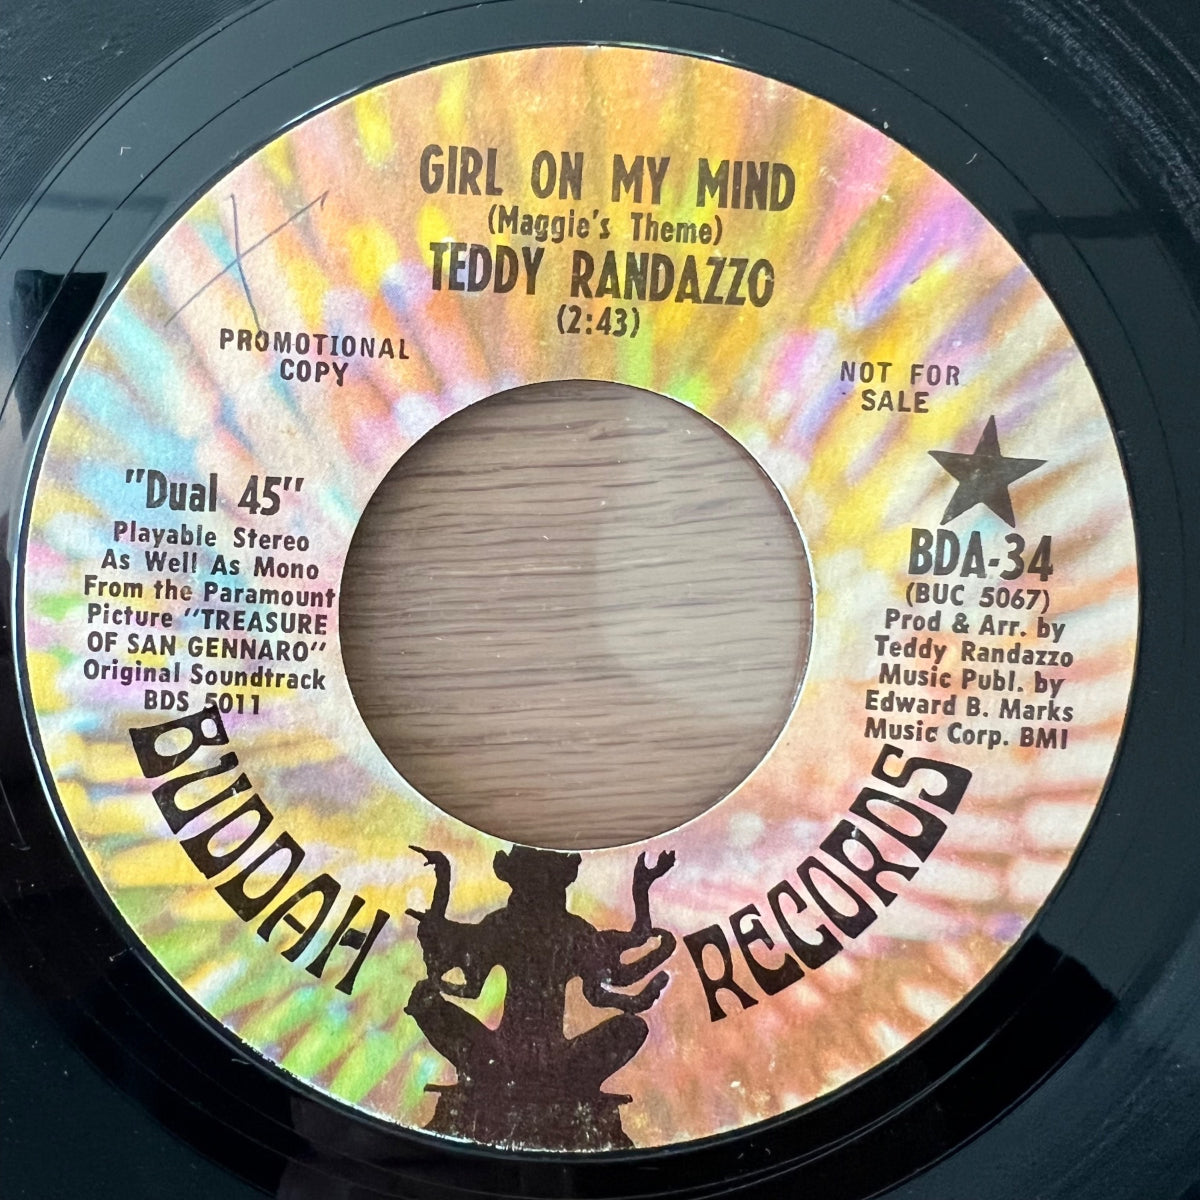 GIRL ON MY MIND
(Maggie's Theme)
TEDDY RANDAZZO
(2:43)
PROMOTIONAL
COPY
NOT FOR
SALE
"Dual 45"
Playable Stereo
As Well As Mono
From the Paramount
Picture "TREASURE
OF SAN GENNARO"
Original Soundtrack
BDS 5011
BDA-34
(BUC 5067)
Prod & Arr. by
Teddy Randazzo
Music Publ. by
Edward B. Marks
Music Corp. BMI
BUDDAH RECORDS